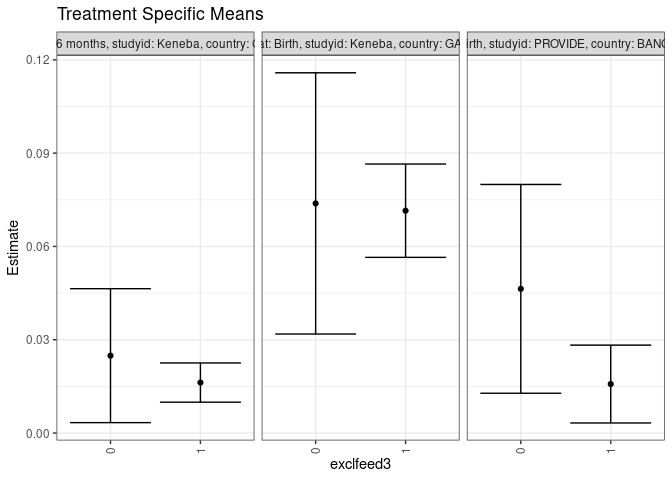 Treatment Specific Means
6 months, studyid: Keneba, country:
at: Birth, studyid: Keneba, country: GA
irth, studyid: PROVIDE, country: BANG
0.12
0.09
0.06
0.03
0.00
Estimate
0
1
0
1
0
1
exclfeed3